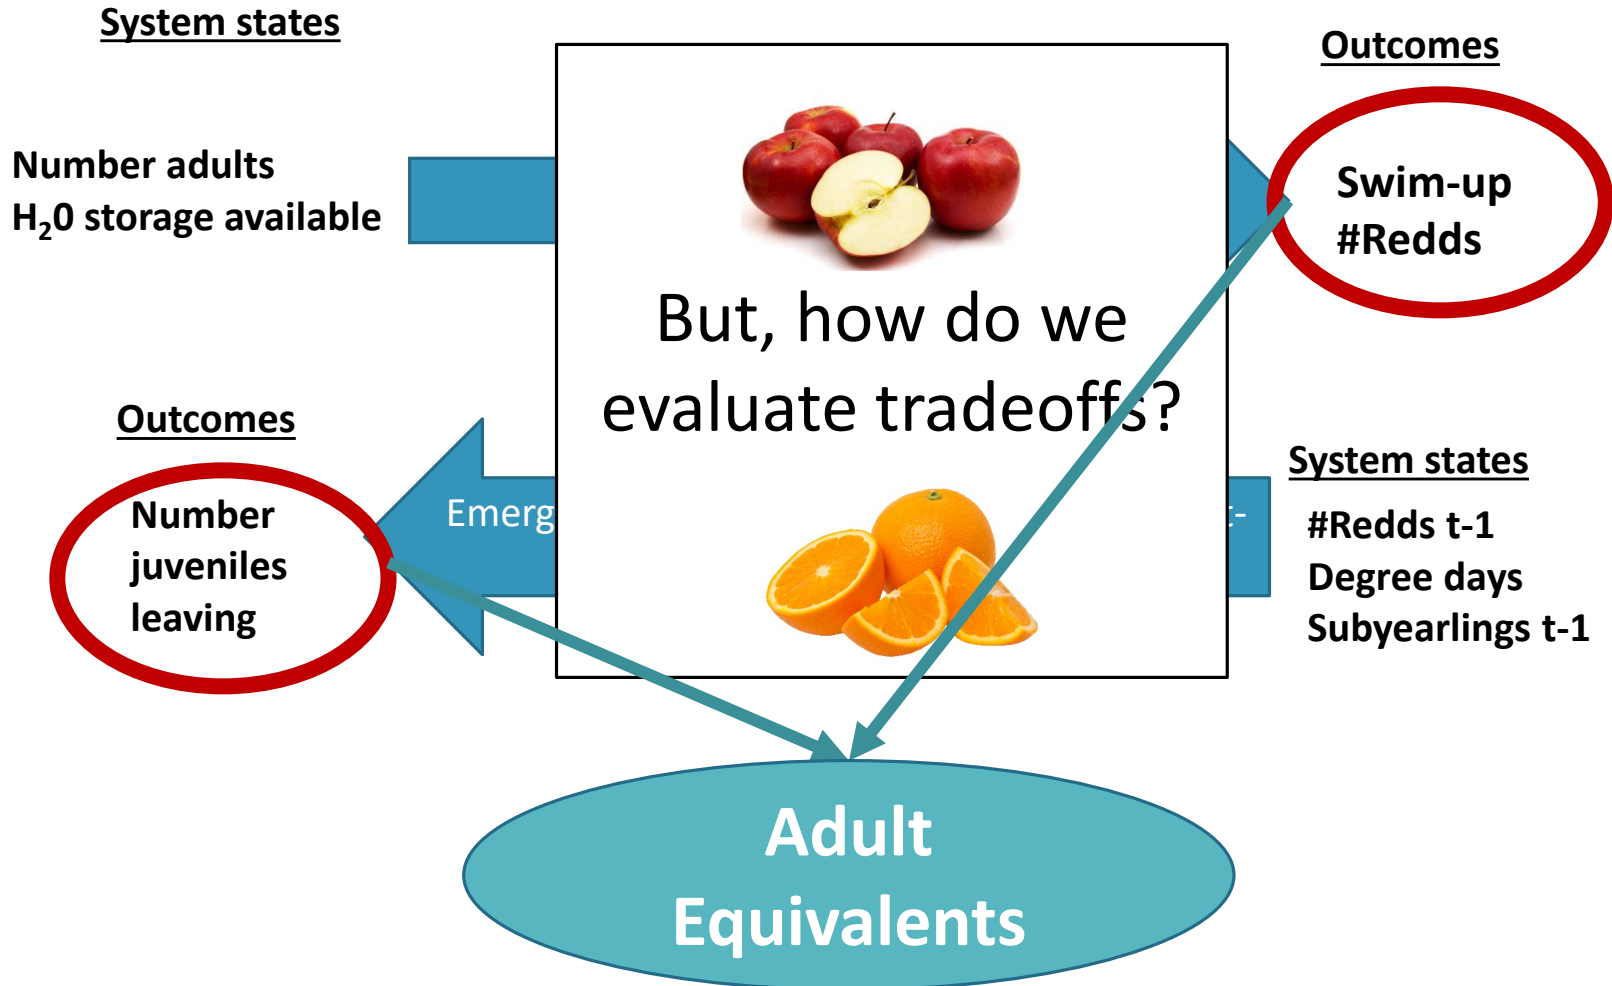 System states
Number adults
H₂0 storage available
Outcomes
Swim-up
#Redds
But, how do we
evaluate tradeoffs?
Outcomes
Number
juveniles
leaving
System states
#Redds t-1
Degree days
Subyearlings t-1
Adult
Equivalents